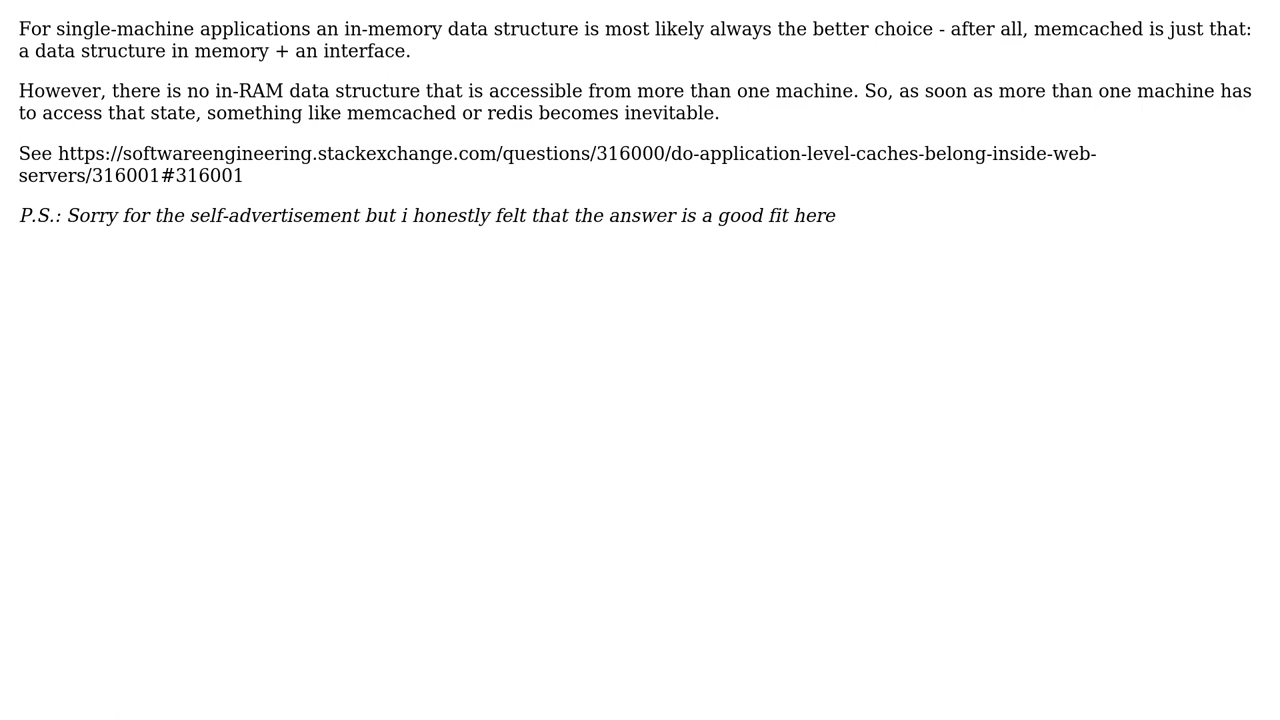 For single-machine applications an in-memory data structure is most likely always the better choice - after all, memcached is just that:
a data structure in memory + an interface.
However, there is no in-RAM data structure that is accessible from more than one machine. So, as soon as more than one machine has
to access that state, something like memcached or redis becomes inevitable.
See https://softwareengineering.stackexchange.com/questions/316000/do-application-level-caches-belong-inside-web-
servers/316001#316001
P.S.: Sorry for the self-advertisement but i honestly felt that the answer is a good fit here